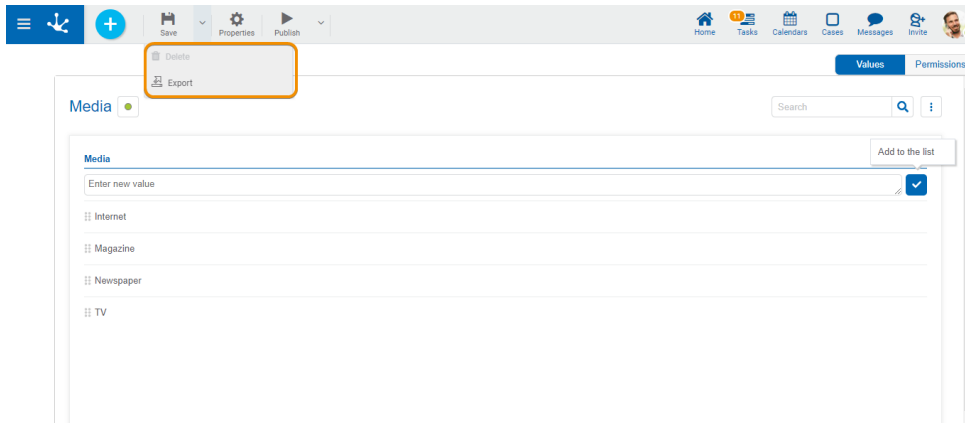 Save
Properties
Publish
Home
11
Tasks
Calendars
Cases
Messages
Invite
Delete
Export
Values
Permissions
Media
Search
Add to the list
Media
Enter new value
Internet
Magazine
Newspaper
TV